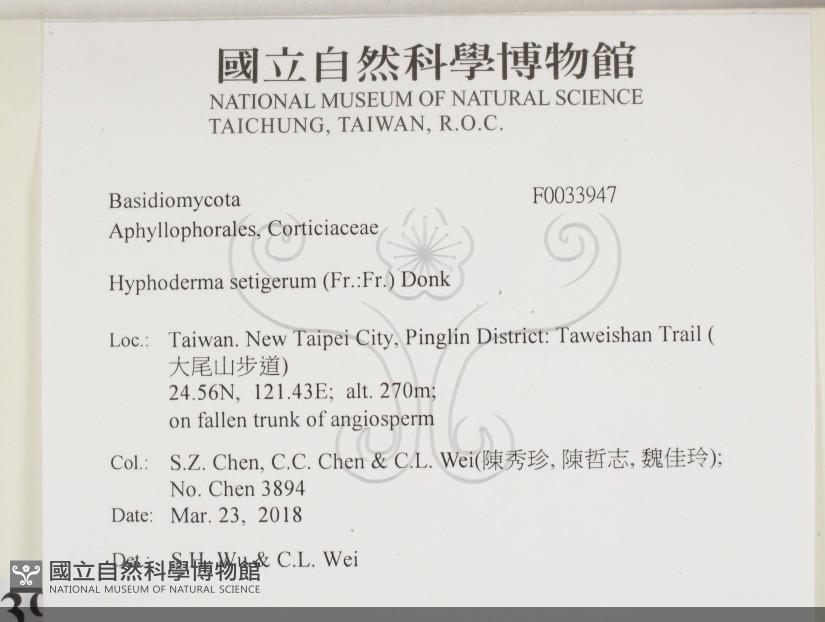 國立自然科學博物館
NATIONAL MUSEUM OF NATURAL SCIENCE
TAICHUNG, TAIWAN, R.O.C.
Basidiomycota F0033947
Aphyllophorales, Corticiaceae
Hyphoderma setigerum (Fr.:Fr.) Donk
Loc.: Taiwan. New Taipei City, Pinglin District: Taweishan Trail (
大尾山步道)
24.56N, 121.43E; alt. 270m;
on fallen trunk of angiosperm
Col.: S.Z. Chen, C.C. Chen & C.L. Wei(陳秀珍, 陳哲志, 魏佳玲);
No. Chen 3894
Date: Mar. 23, 2018
Det.: S.H. Wu & C.L. Wei
國立自然科學博物館
NATIONAL MUSEUM OF NATURAL SCIENCE